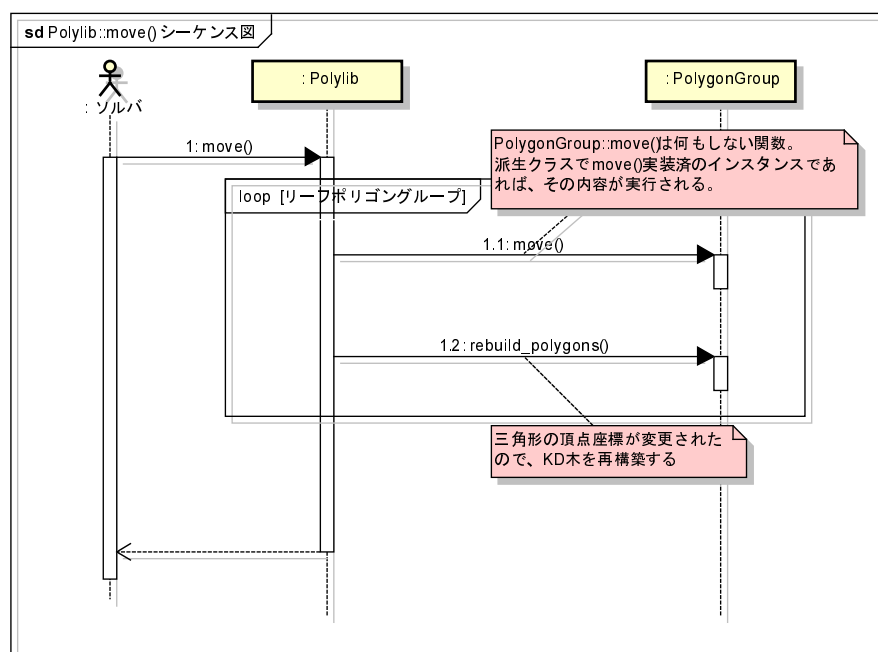 sd Polylib::move() シーケンス図
: ソルバ
: Polylib
: PolygonGroup
1: move()
PolygonGroup::move()は何もしない関数。
派生クラスでmove()実装済のインスタンスであ
れば、その内容が実行される。
loop [リーフポリゴングループ]
1.1: move()
1.2: rebuild_polygons()
三角形の頂点座標が変更された
ので、KD木を再構築する